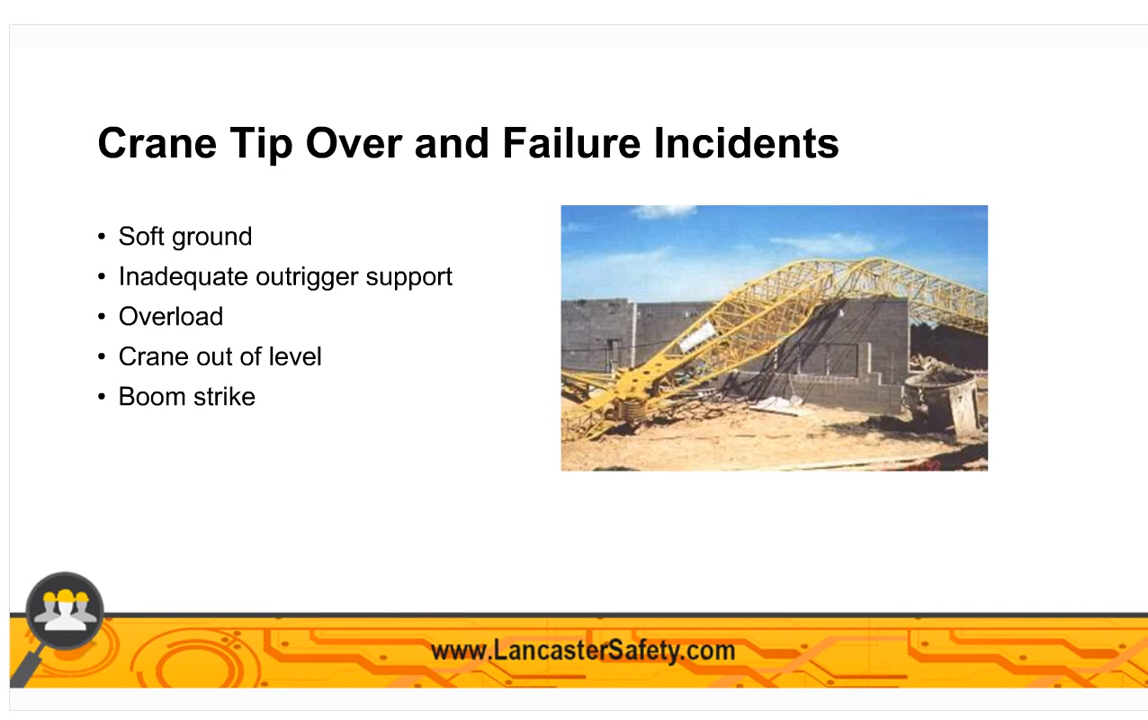 Crane Tip Over and Failure Incidents
• Soft ground
• Inadequate outrigger support
• Overload
• Crane out of level
• Boom strike
www.LancasterSafety.com